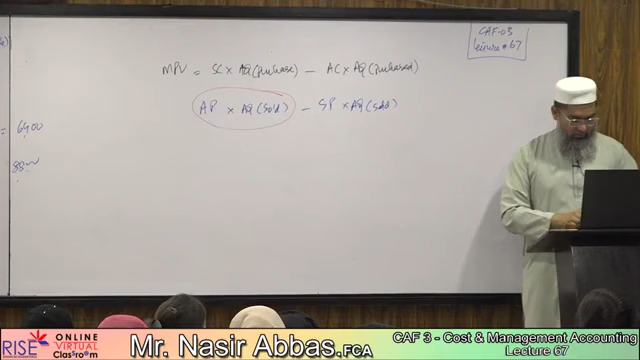 CAF-03
Lecture # 67
MPV = SC x AQ (purchase) - AC x AQ (purchased)
AP x AQ (sold) - SP x AQ (sold)
= 6400
RISE
ONLINE
VIRTUAL
Classroom
Mr. Nasir Abbas.FCA
CAF 3 - Cost & Management Accounting
Lecture 67